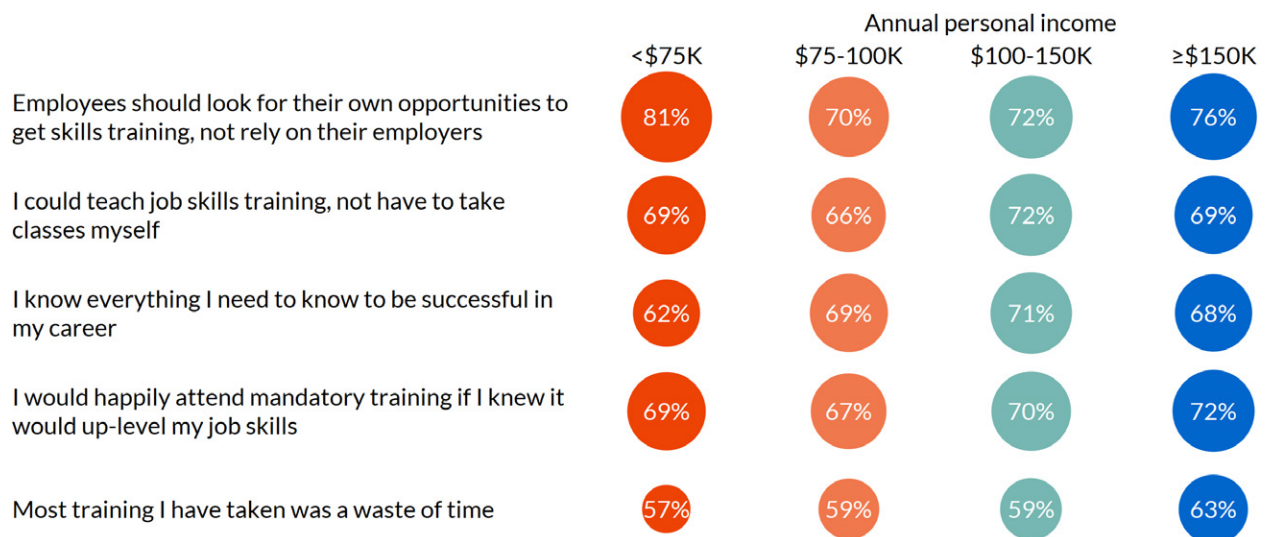 Annual personal income
<$75K $75-100K $100-150K ≥$150K
Employees should look for their own opportunities to
get skills training, not rely on their employers
81% 70% 72% 76%
I could teach job skills training, not have to take
classes myself
69% 66% 72% 69%
I know everything I need to know to be successful in
my career
62% 69% 71% 68%
I would happily attend mandatory training if I knew it
would up-level my job skills
69% 67% 70% 72%
Most training I have taken was a waste of time
57% 59% 59% 63%